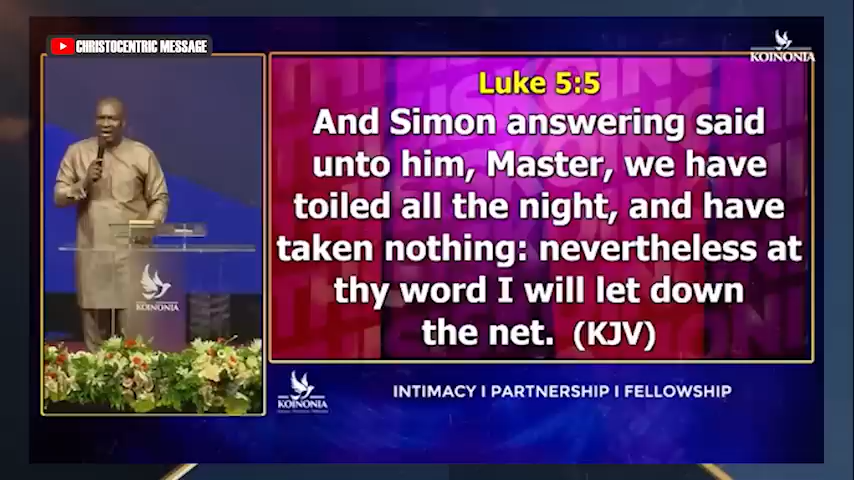 CHRISTOCENTRIC MESSAGE
KOINONIA
Luke 5:5
And Simon answering said
unto him, Master, we have
toiled all the night, and have
taken nothing: nevertheless at
thy word I will let down
the net. (KJV)
KOINONIA
KOINONIA
INTIMACY I PARTNERSHIP I FELLOWSHIP